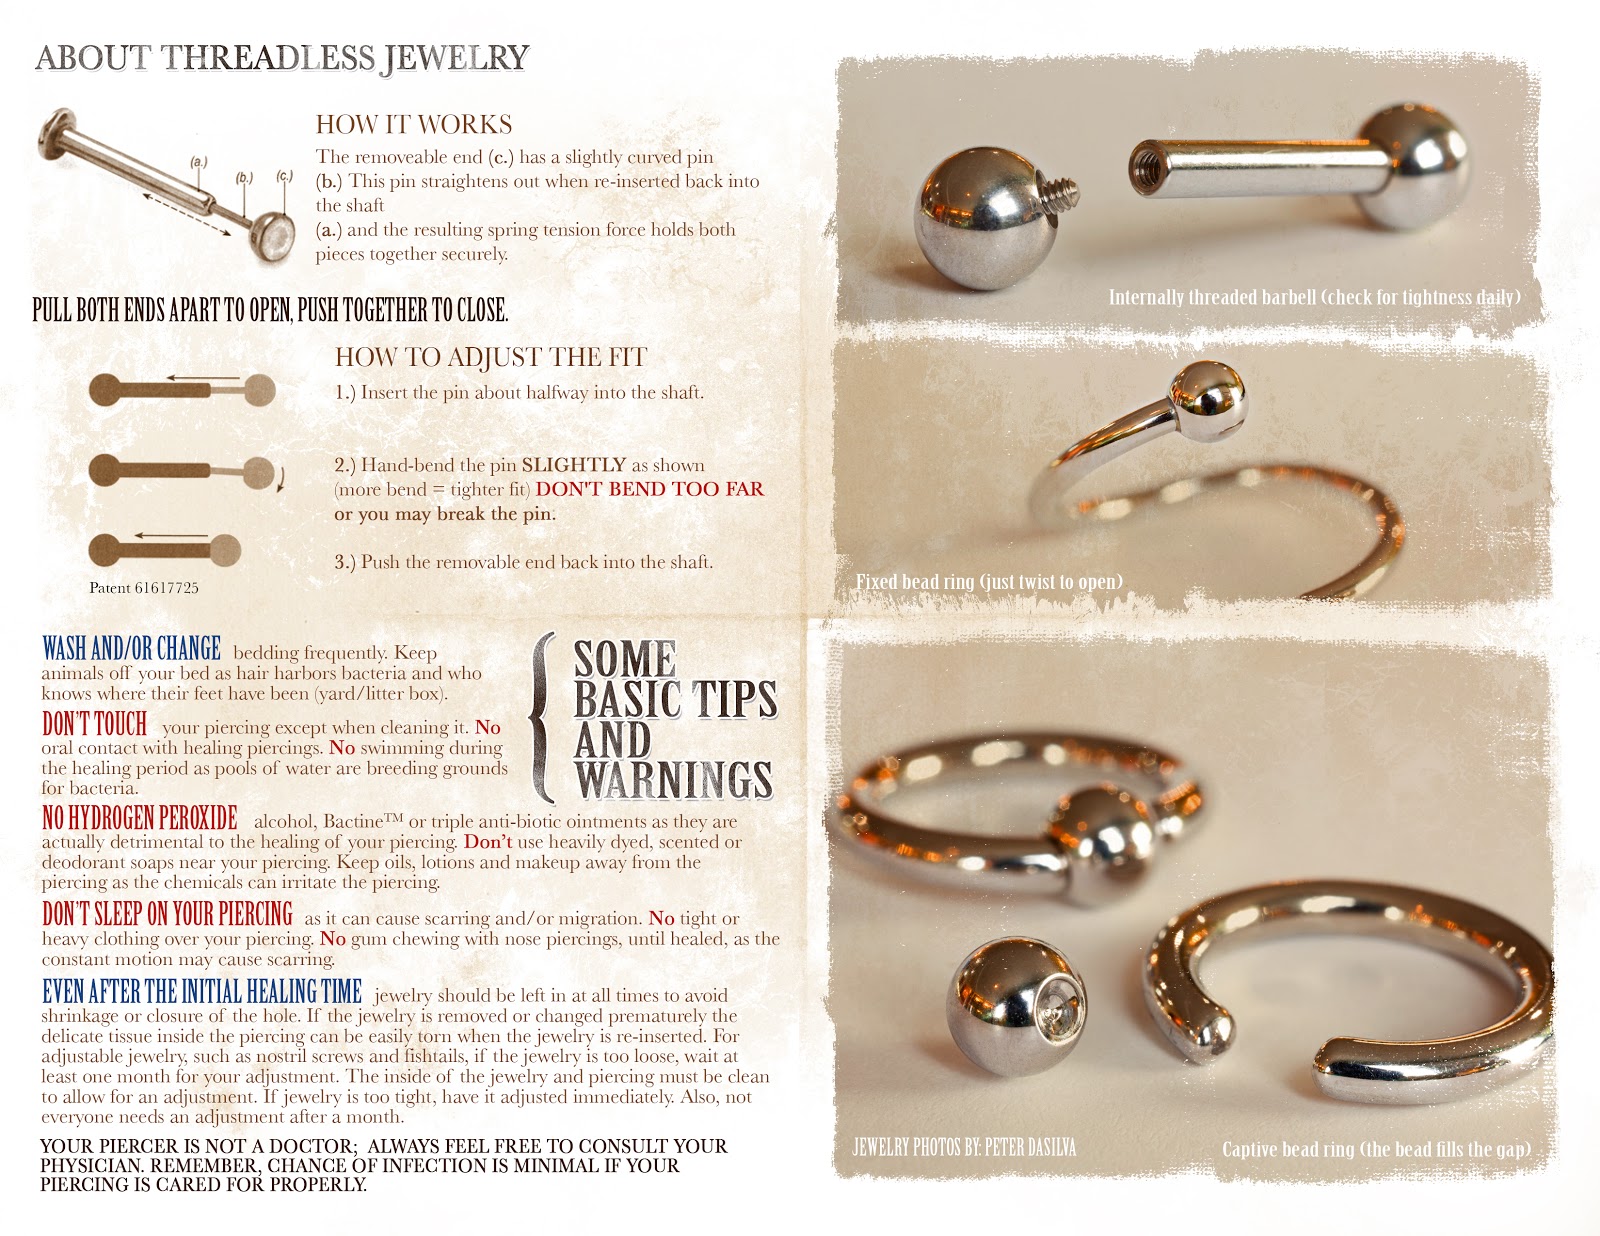 ABOUT THREADLESS JEWELRY
(a.)
(b.)
(c.)
HOW IT WORKS
The removeable end (c.) has a slightly curved pin
(b.) This pin straightens out when re-inserted back into
the shaft
(a.) and the resulting spring tension force holds both
pieces together securely.
PULL BOTH ENDS APART TO OPEN, PUSH TOGETHER TO CLOSE.
HOW TO ADJUST THE FIT
1.) Insert the pin about halfway into the shaft.
2.) Hand-bend the pin SLIGHTLY as shown
(more bend = tighter fit) DON'T BEND TOO FAR
or you may break the pin.
3.) Push the removable end back into the shaft.
Patent 61617725
WASH AND/OR CHANGE bedding frequently. Keep
animals off your bed as hair harbors bacteria and who
knows where their feet have been (yard/litter box).
DON'T TOUCH your piercing except when cleaning it. No
oral contact with healing piercings. No swimming during
the healing period as pools of water are breeding grounds
for bacteria.
SOME
BASIC TIPS
AND
WARNINGS
NO HYDROGEN PEROXIDE alcohol, Bactine™ or triple anti-biotic ointments as they are
actually detrimental to the healing of your piercing. Don't use heavily dyed, scented or
deodorant soaps near your piercing. Keep oils, lotions and makeup away from the
piercing as the chemicals can irritate the piercing.
DON'T SLEEP ON YOUR PIERCING as it can cause scarring and/or migration. No tight or
heavy clothing over your piercing. No gum chewing with nose piercings, until healed, as the
constant motion may cause scarring.
EVEN AFTER THE INITIAL HEALING TIME jewelry should be left in at all times to avoid
shrinkage or closure of the hole. If the jewelry is removed or changed prematurely the
delicate tissue inside the piercing can be easily torn when the jewelry is re-inserted. For
adjustable jewelry, such as nostril screws and fishtails, if the jewelry is too loose, wait at
least one month for your adjustment. The inside of the jewelry and piercing must be clean
to allow for an adjustment. If jewelry is too tight, have it adjusted immediately. Also, not
everyone needs an adjustment after a month.
YOUR PIERCER IS NOT A DOCTOR; ALWAYS FEEL FREE TO CONSULT YOUR
PHYSICIAN. REMEMBER, CHANCE OF INFECTION IS MINIMAL IF YOUR
PIERCING IS CARED FOR PROPERLY.
Internally threaded barbell (check for tightness daily)
Fixed bead ring (just twist to open)
JEWELRY PHOTOS BY: PETER DASILVA
Captive bead ring (the bead fills the gap)